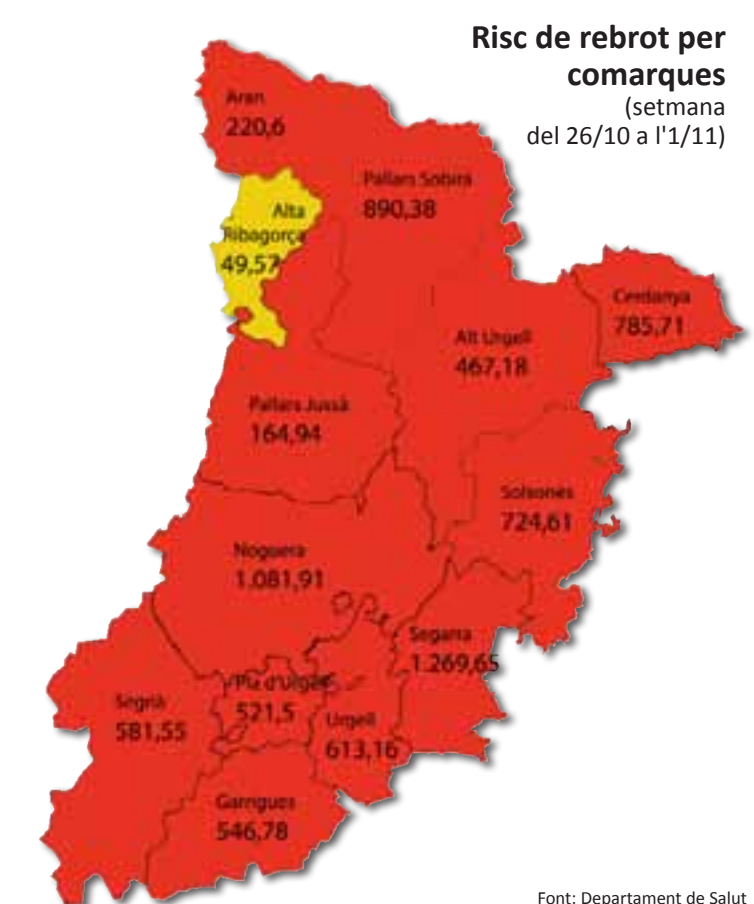 Risc de rebrot per
comarques
(setmana
del 26/10 a l'1/11)
Aran
220,6
Pallars Sobirà
890,38
Alta
Ribagorça
49,57
Cerdanya
785,71
Alt Urgell
467,18
Pallars Jussà
164,94
Solsonès
724,61
Noguera
1.081,91
Segarra
1.269,65
Segrià
581,55
Pla d'Urgell
521,5
Urgell
613,16
Garrigues
546,78
Font: Departament de Salut